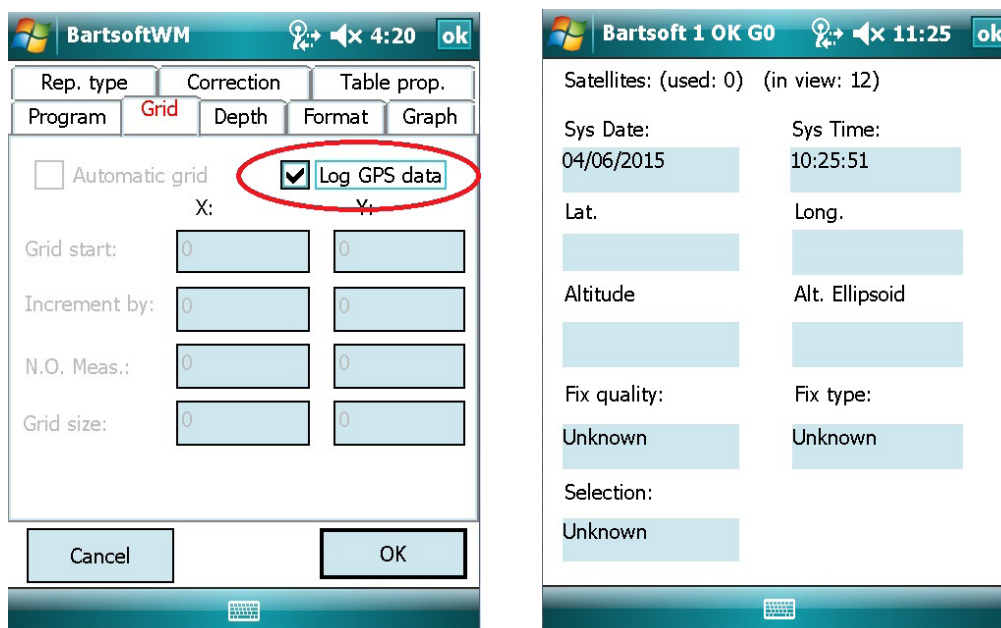 BartsoftWM 4:20 ok
Rep. type Correction Table prop.
Program Grid Depth Format Graph
Automatic grid Log GPS data
X: Y:
Grid start: 0 0
Increment by: 0 0
N.O. Meas.: 0 0
Grid size: 0 0
Cancel OK
Bartsoft 1 OK G0 11:25 ok
Satellites: (used: 0) (in view: 12)
Sys Date: Sys Time:
04/06/2015 10:25:51
Lat. Long.
Altitude Alt. Ellipsoid
Fix quality: Fix type:
Unknown Unknown
Selection:
Unknown